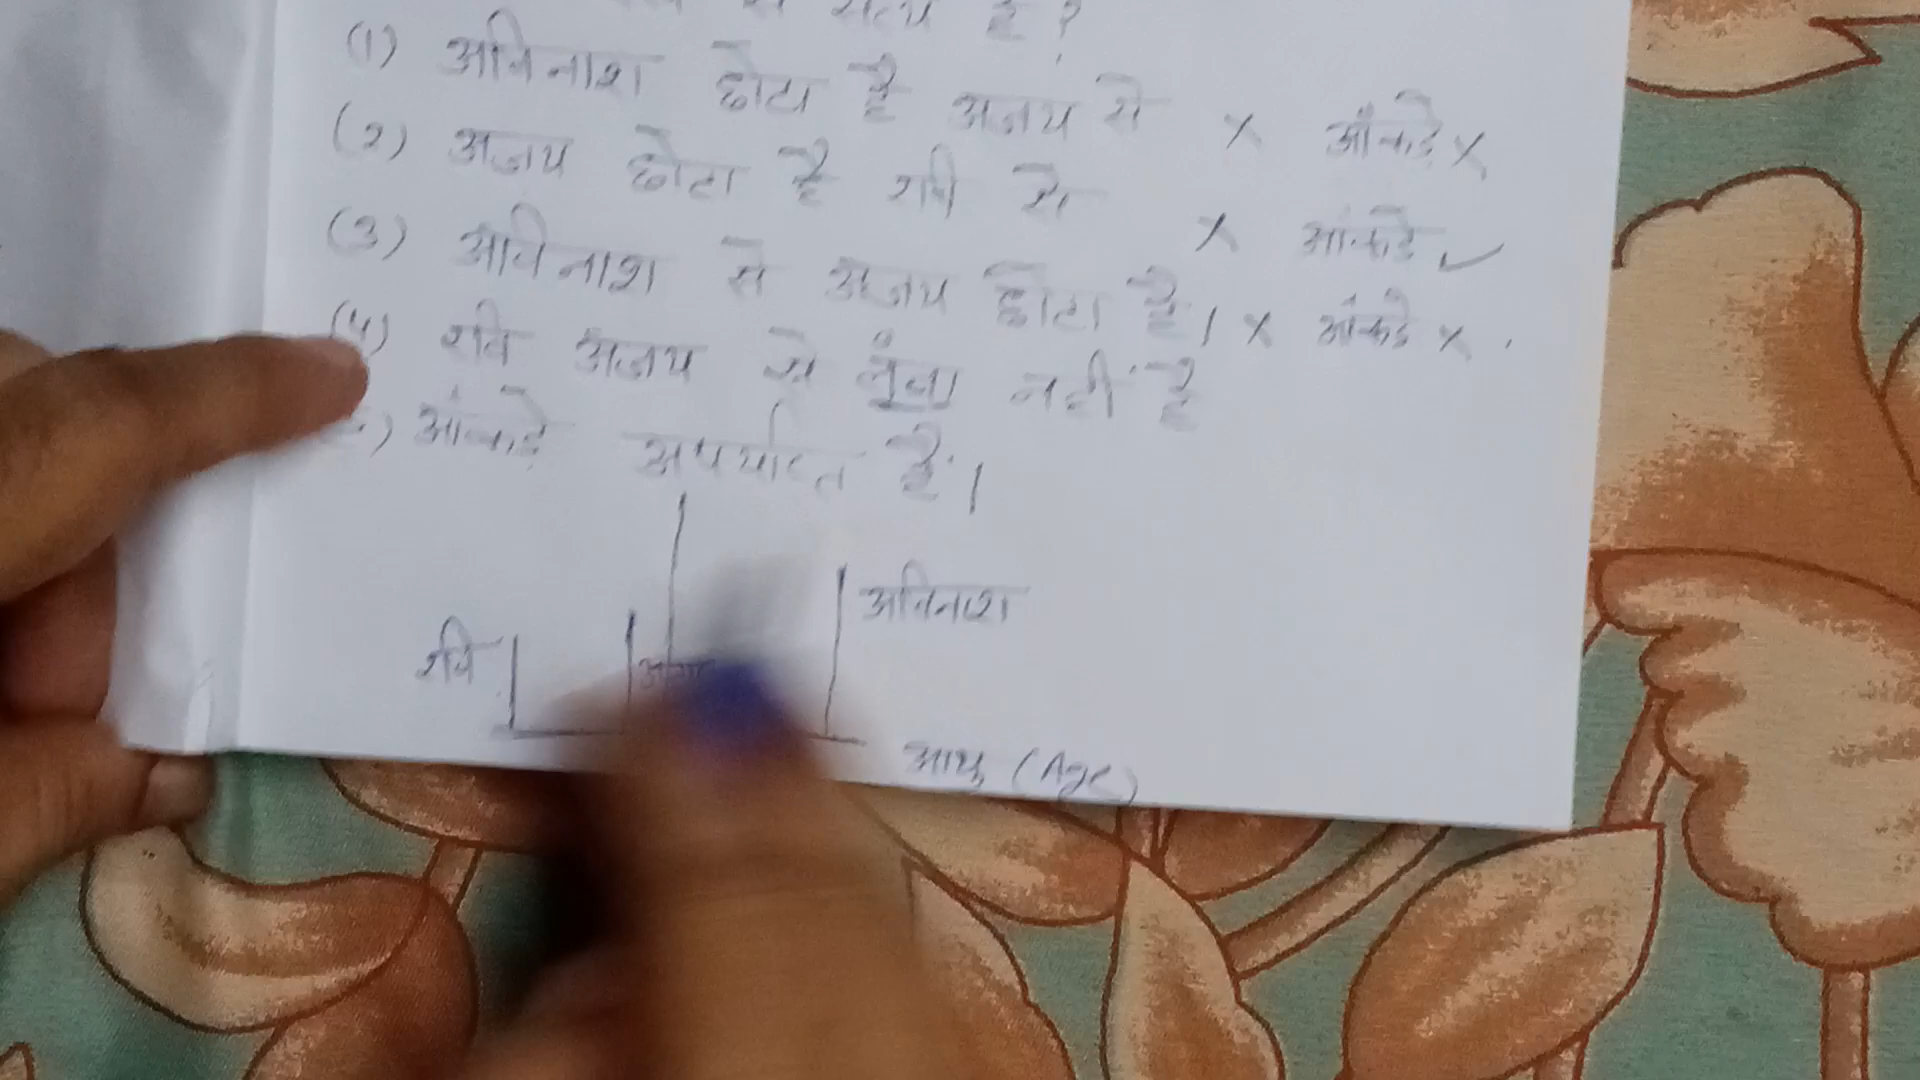 है ?
(1) अविनाश छोटा है अजय से × आँकडे ×
(2) अजय छोटा है रवि से × आंकडे ✓
(3) अविनाश से अजय छोटा है। × आंकडे ×
(4) रवि अजय से लंबा नहीं है
) आंकडे अपर्याप्त हैं।
अविनाश
रवि
आयु (Age)